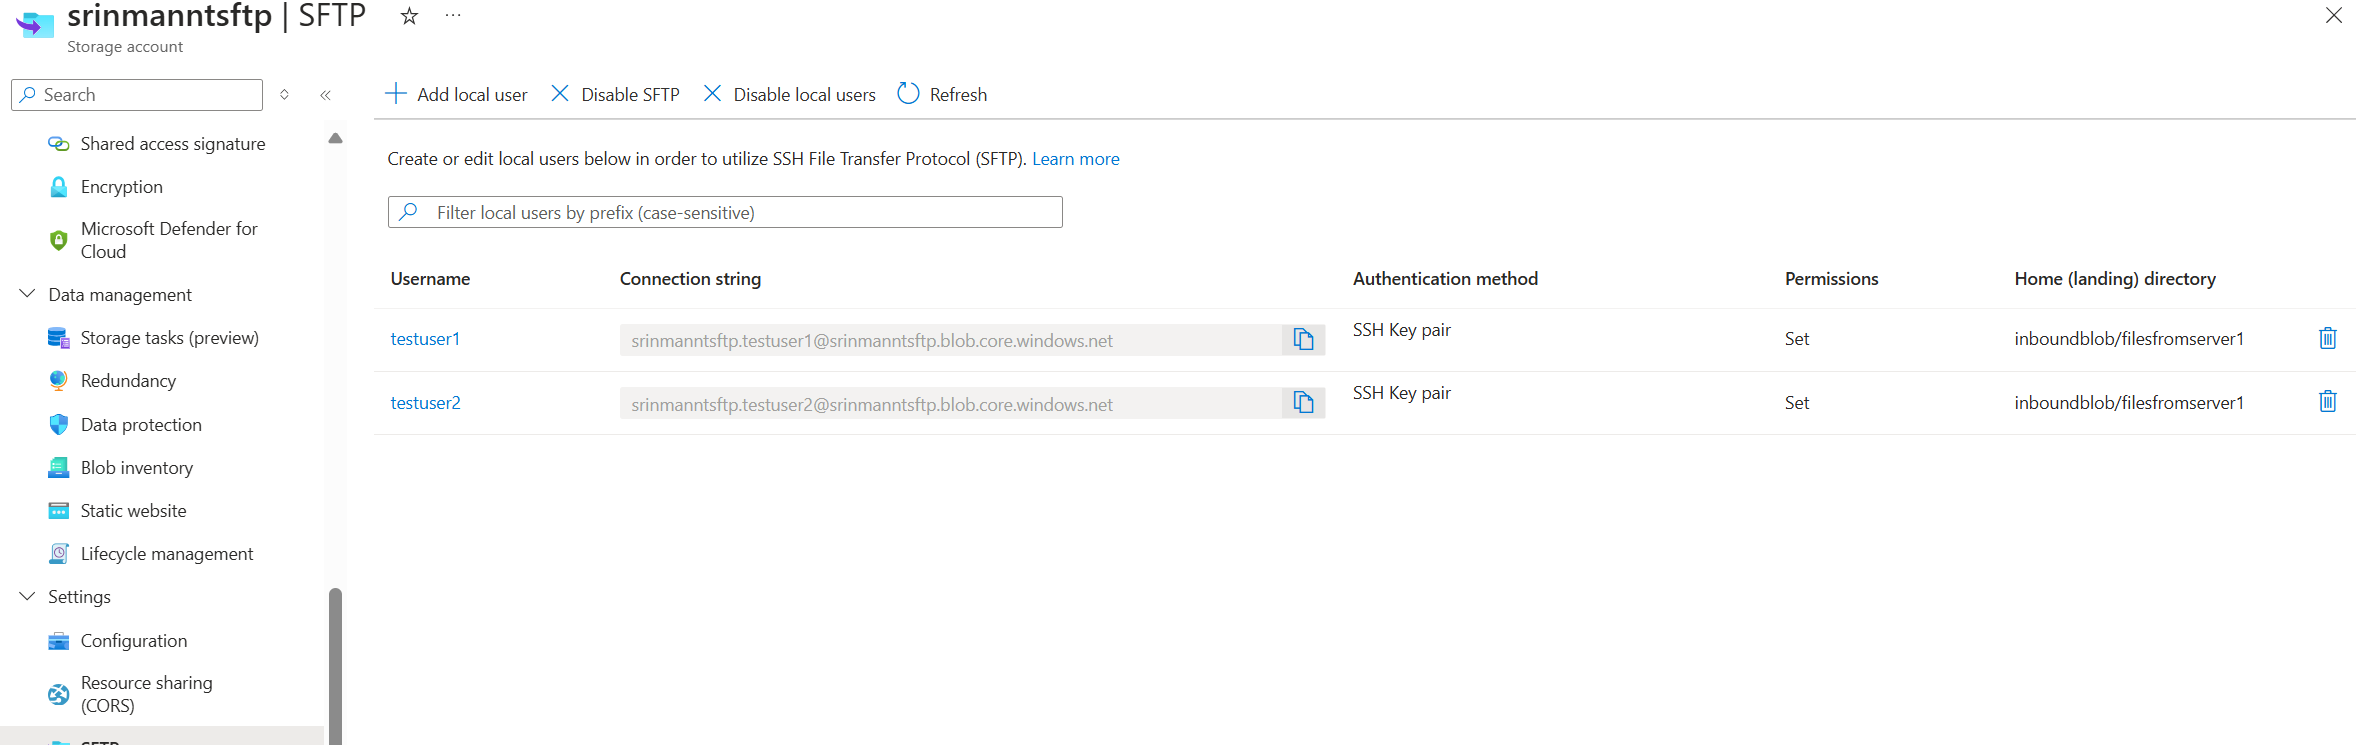 srinmanntsftp | SFTP
Storage account
Search
Add local user
Disable SFTP
Disable local users
Refresh
Shared access signature
Encryption
Microsoft Defender for
Cloud
Data management
Storage tasks (preview)
Redundancy
Data protection
Blob inventory
Static website
Lifecycle management
Settings
Configuration
Resource sharing
(CORS)
SFTP
Create or edit local users below in order to utilize SSH File Transfer Protocol (SFTP). Learn more
Filter local users by prefix (case-sensitive)
Username Connection string Authentication method Permissions Home (landing) directory
testuser1 srinmanntsftp.testuser1@srinmanntsftp.blob.core.windows.net SSH Key pair Set inboundblob/filesfromserver1
testuser2 srinmanntsftp.testuser2@srinmanntsftp.blob.core.windows.net SSH Key pair Set inboundblob/filesfromserver1